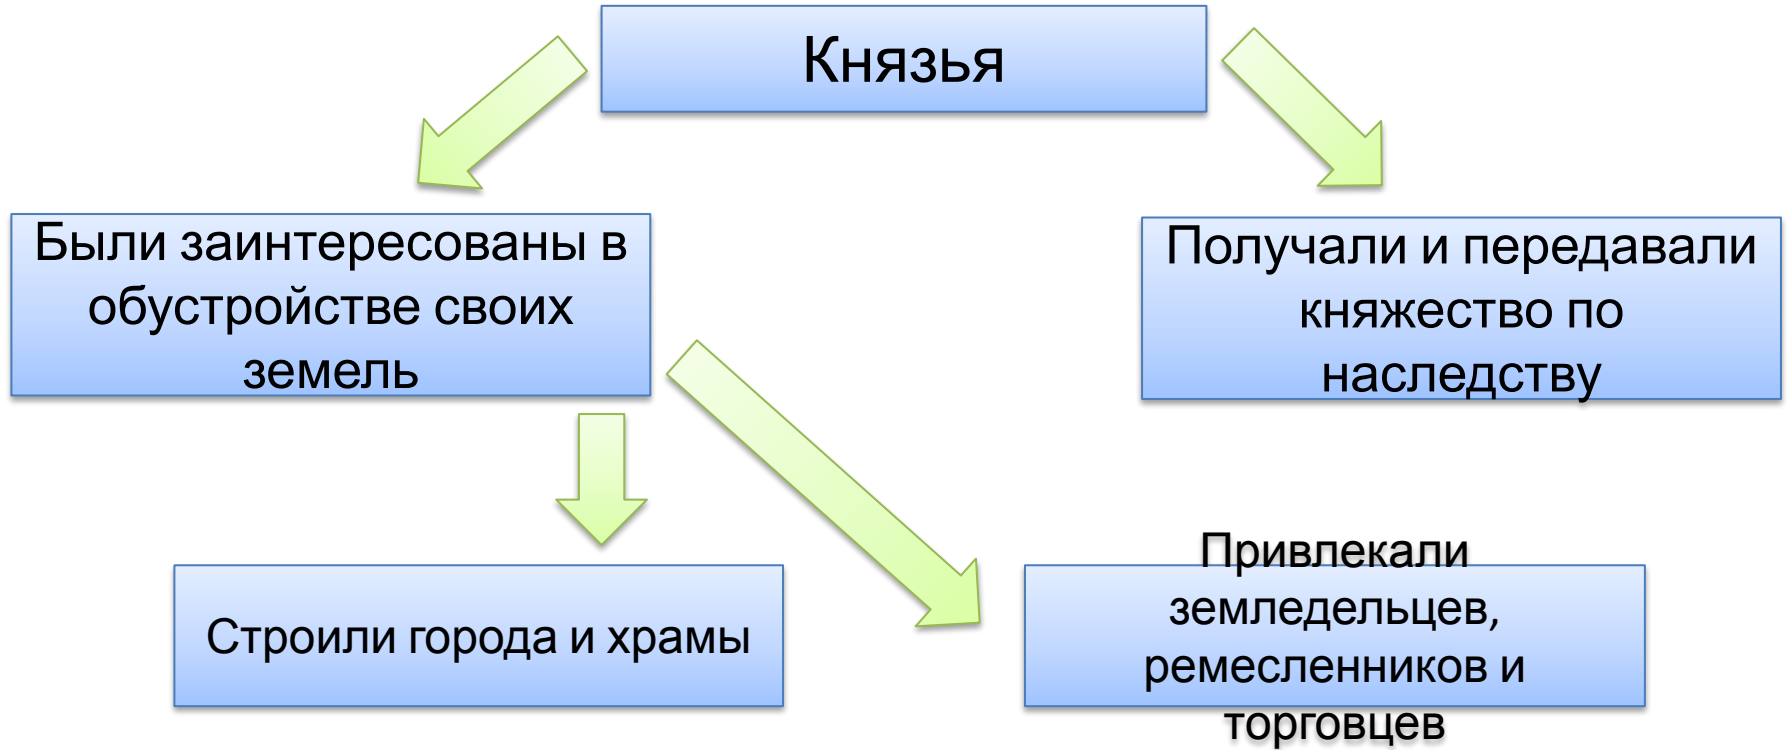 Князья
Были заинтересованы в
обустройстве своих
земель
Получали и передавали
княжество по
наследству
Строили города и храмы
Привлекали
земледельцев,
ремесленников и
торговцев